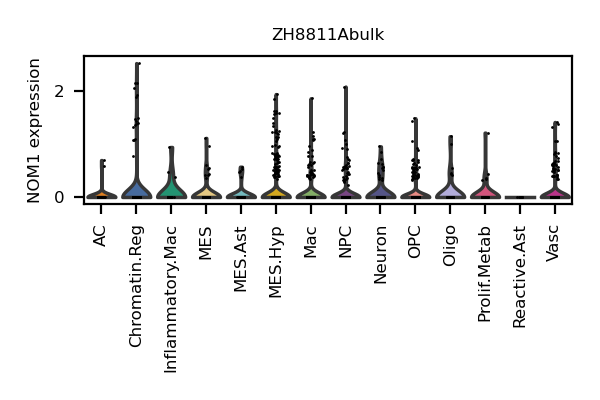 ZH8811Abulk
NOM1 expression
2
0
AC
Chromatin.Reg
Inflammatory.Mac
MES
MES.Ast
MES.Hyp
Mac
NPC
Neuron
OPC
Oligo
Prolif.Metab
Reactive.Ast
Vasc